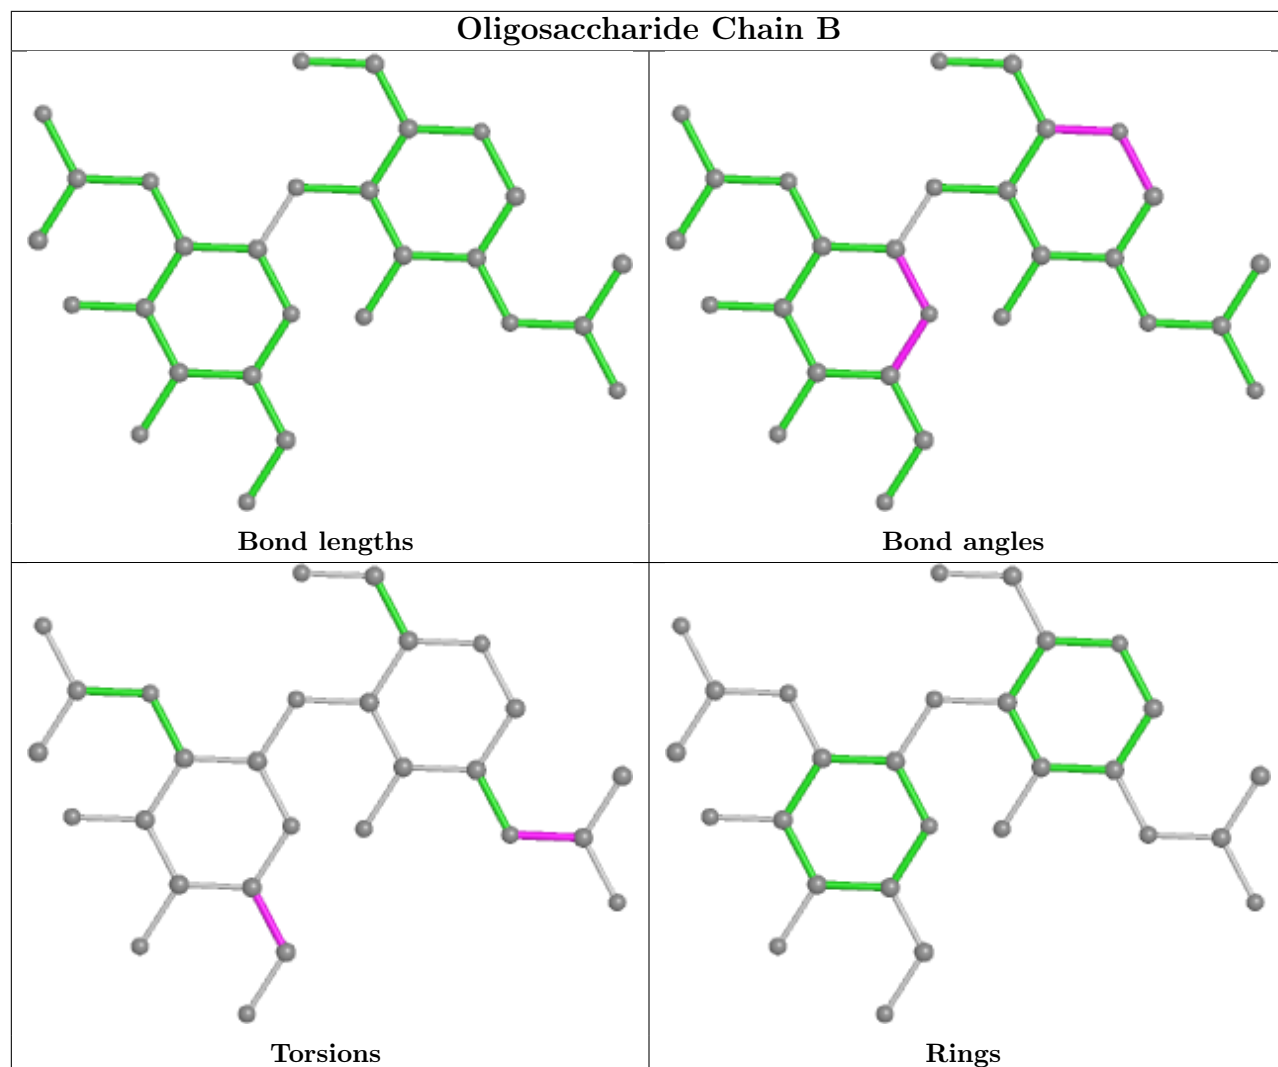 Oligosaccharide Chain B
Bond lengths
Bond angles
Torsions
Rings